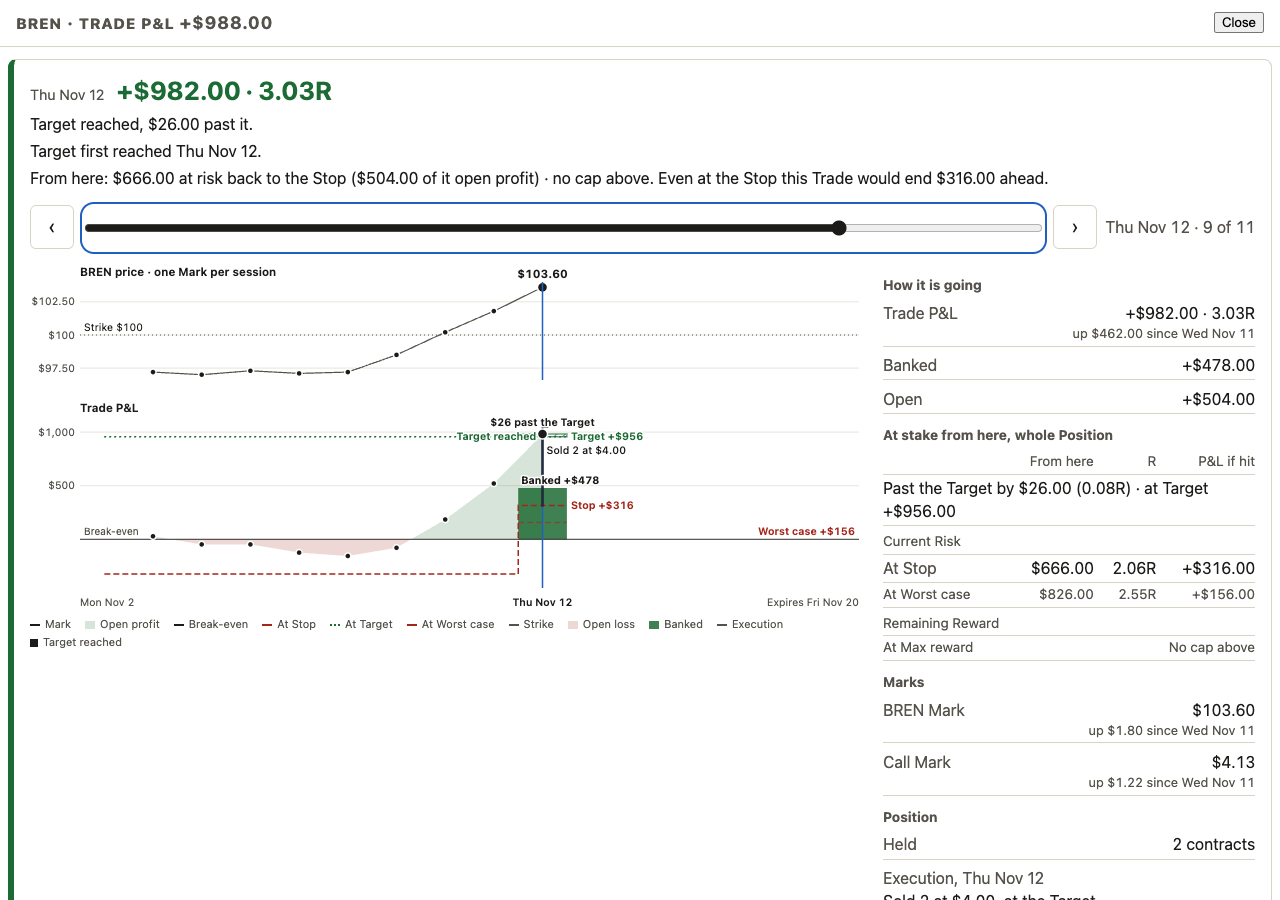 BREN · TRADE P&L +$988.00
Close
Thu Nov 12 +$982.00 · 3.03R
Target reached, $26.00 past it.
Target first reached Thu Nov 12.
From here: $666.00 at risk back to the Stop ($504.00 of it open profit) · no cap above. Even at the Stop this Trade would end $316.00 ahead.
‹
›
Thu Nov 12 · 9 of 11
BREN price · one Mark per session
$103.60
$102.50
Strike $100
$100
$97.50
Trade P&L
$26 past the Target
$1,000
Target reached
Target +$956
Sold 2 at $4.00
Banked +$478
$500
Stop +$316
Break-even
Worst case +$156
Mon Nov 2
Thu Nov 12
Expires Fri Nov 20
Mark
Open profit
Break-even
At Stop
At Target
At Worst case
Strike
Open loss
Banked
Execution
Target reached
How it is going
Trade P&L +$982.00 · 3.03R
up $462.00 since Wed Nov 11
Banked +$478.00
Open +$504.00
At stake from here, whole Position
From here R P&L if hit
Past the Target by $26.00 (0.08R) · at Target
+$956.00
Current Risk
At Stop $666.00 2.06R +$316.00
At Worst case $826.00 2.55R +$156.00
Remaining Reward
At Max reward No cap above
Marks
BREN Mark $103.60
up $1.80 since Wed Nov 11
Call Mark $4.13
up $1.22 since Wed Nov 11
Position
Held 2 contracts
Execution, Thu Nov 12
Sold 2 at $4.00, at the Target